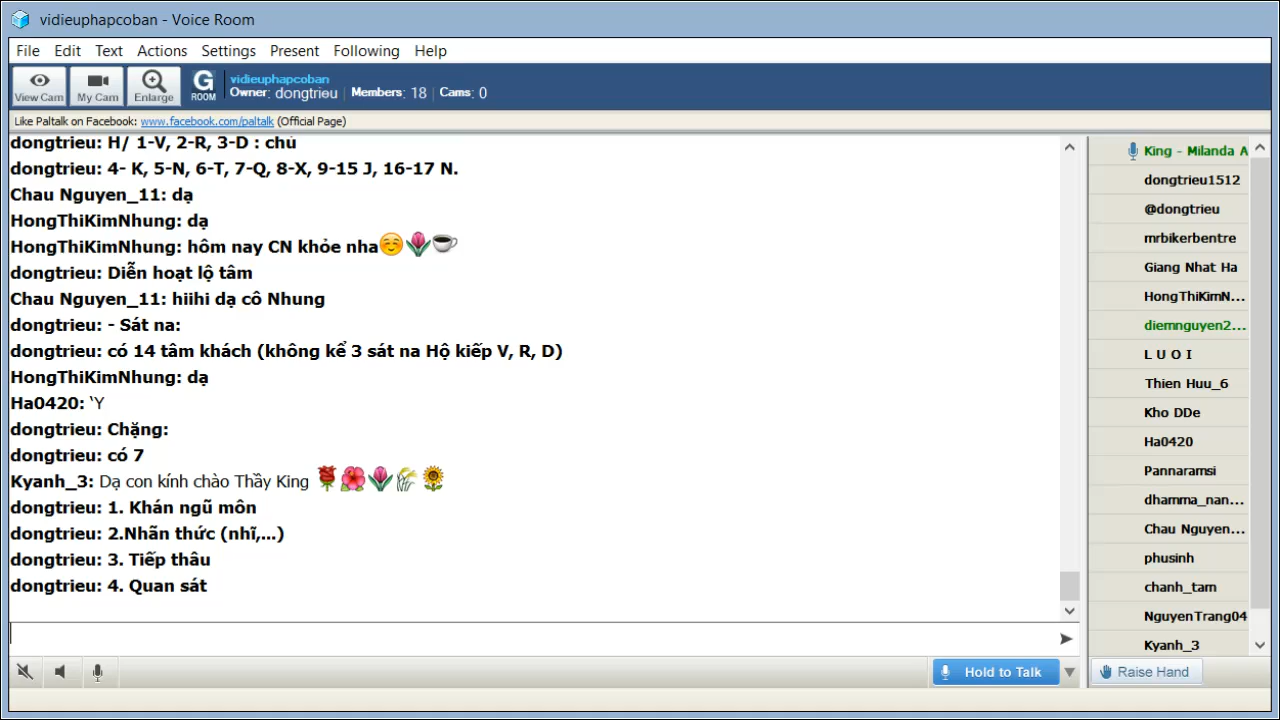 vidieuphapcoban - Voice Room
File Edit Text Actions Settings Present Following Help
View Cam My Cam Enlarge G ROOM
vidieuphapcoban
Owner: dongtrieu Members: 18 Cams: 0
Like Paltalk on Facebook: www.facebook.com/paltalk (Official Page)
dongtrieu: H/ 1-V, 2-R, 3-D : chủ
dongtrieu: 4- K, 5-N, 6-T, 7-Q, 8-X, 9-15 J, 16-17 N.
Chau Nguyen_11: dạ
HongThiKimNhung: dạ
HongThiKimNhung: hôm nay CN khỏe nha
dongtrieu: Diễn hoạt lộ tâm
Chau Nguyen_11: hiihi dạ cô Nhung
dongtrieu: - Sát na:
dongtrieu: có 14 tâm khách (không kể 3 sát na Hộ kiếp V, R, D)
HongThiKimNhung: dạ
Ha0420: ‘Y
dongtrieu: Chặng:
dongtrieu: có 7
Kyanh_3: Dạ con kính chào Thầy King
dongtrieu: 1. Khán ngũ môn
dongtrieu: 2.Nhãn thức (nhĩ,...)
dongtrieu: 3. Tiếp thâu
dongtrieu: 4. Quan sát
King - Milanda A
dongtrieu1512
@dongtrieu
mrbikerbentre
Giang Nhat Ha
HongThiKimN...
diemnguyen2...
L U O I
Thien Huu_6
Kho DDe
Ha0420
Pannaramsi
dhamma_nan...
Chau Nguyen...
phusinh
chanh_tam
NguyenTrang04
Kyanh_3
Hold to Talk
Raise Hand